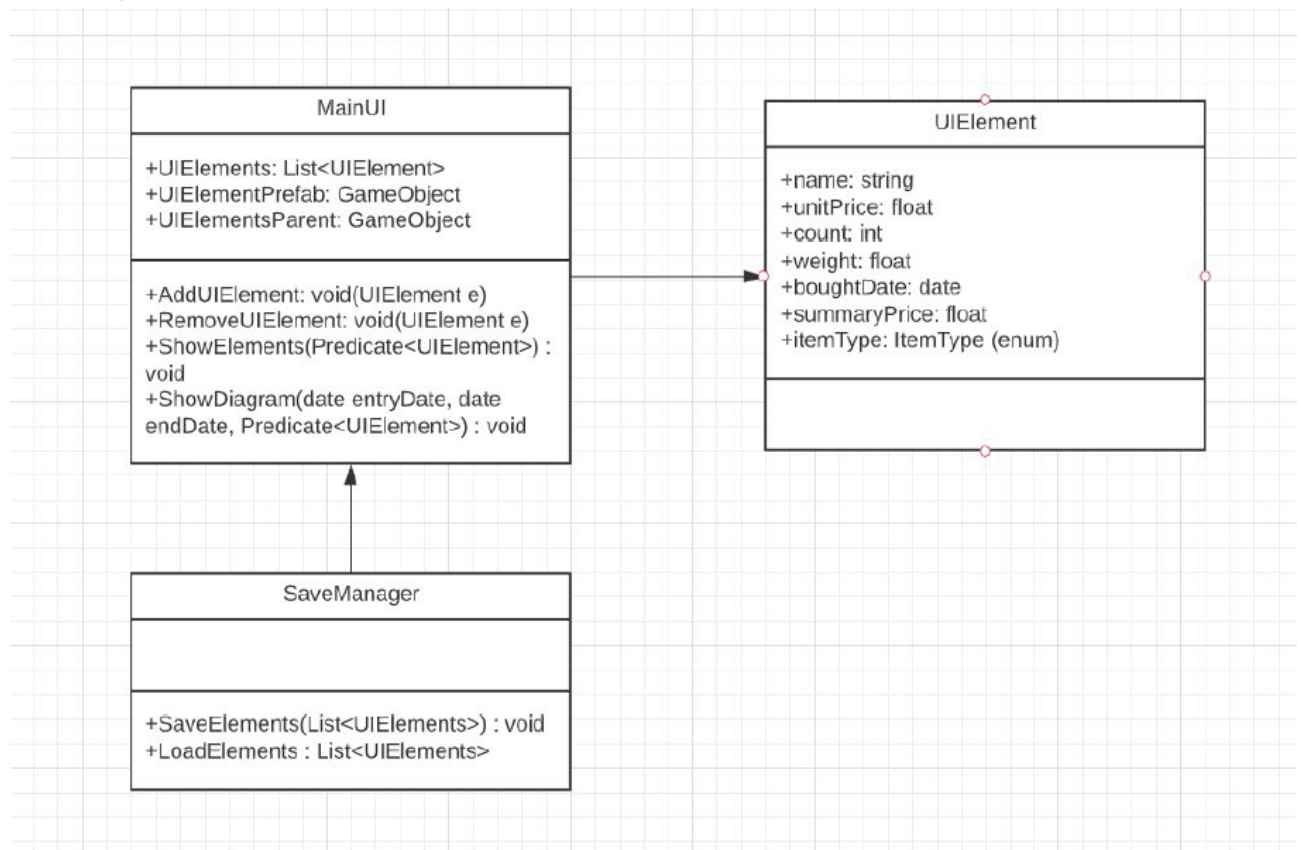 MainUI
+UIElements: List<UIElement>
+UIElementPrefab: GameObject
+UIElementsParent: GameObject
+AddUIElement: void(UIElement e)
+RemoveUIElement: void(UIElement e)
+ShowElements(Predicate<UIElement>) :
void
+ShowDiagram(date entryDate, date
endDate, Predicate<UIElement>) : void
UIElement
+name: string
+unitPrice: float
+count: int
+weight: float
+boughtDate: date
+summaryPrice: float
+itemType: ItemType (enum)
SaveManager
+SaveElements(List<UIElements>) : void
+LoadElements : List<UIElements>